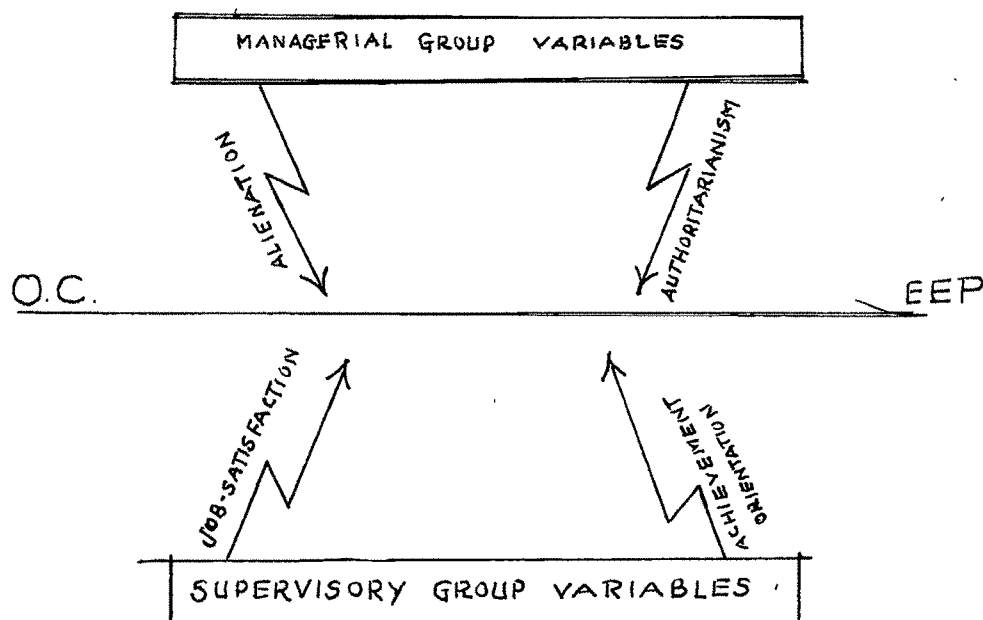 MANAGERIAL GROUP VARIABLES
ALIENATION
AUTHORITARIANISM
O.C.
EEP
JOB-SATISFACTION
ACHIEVEMENT
ORIENTATION
SUPERVISORY GROUP VARIABLES